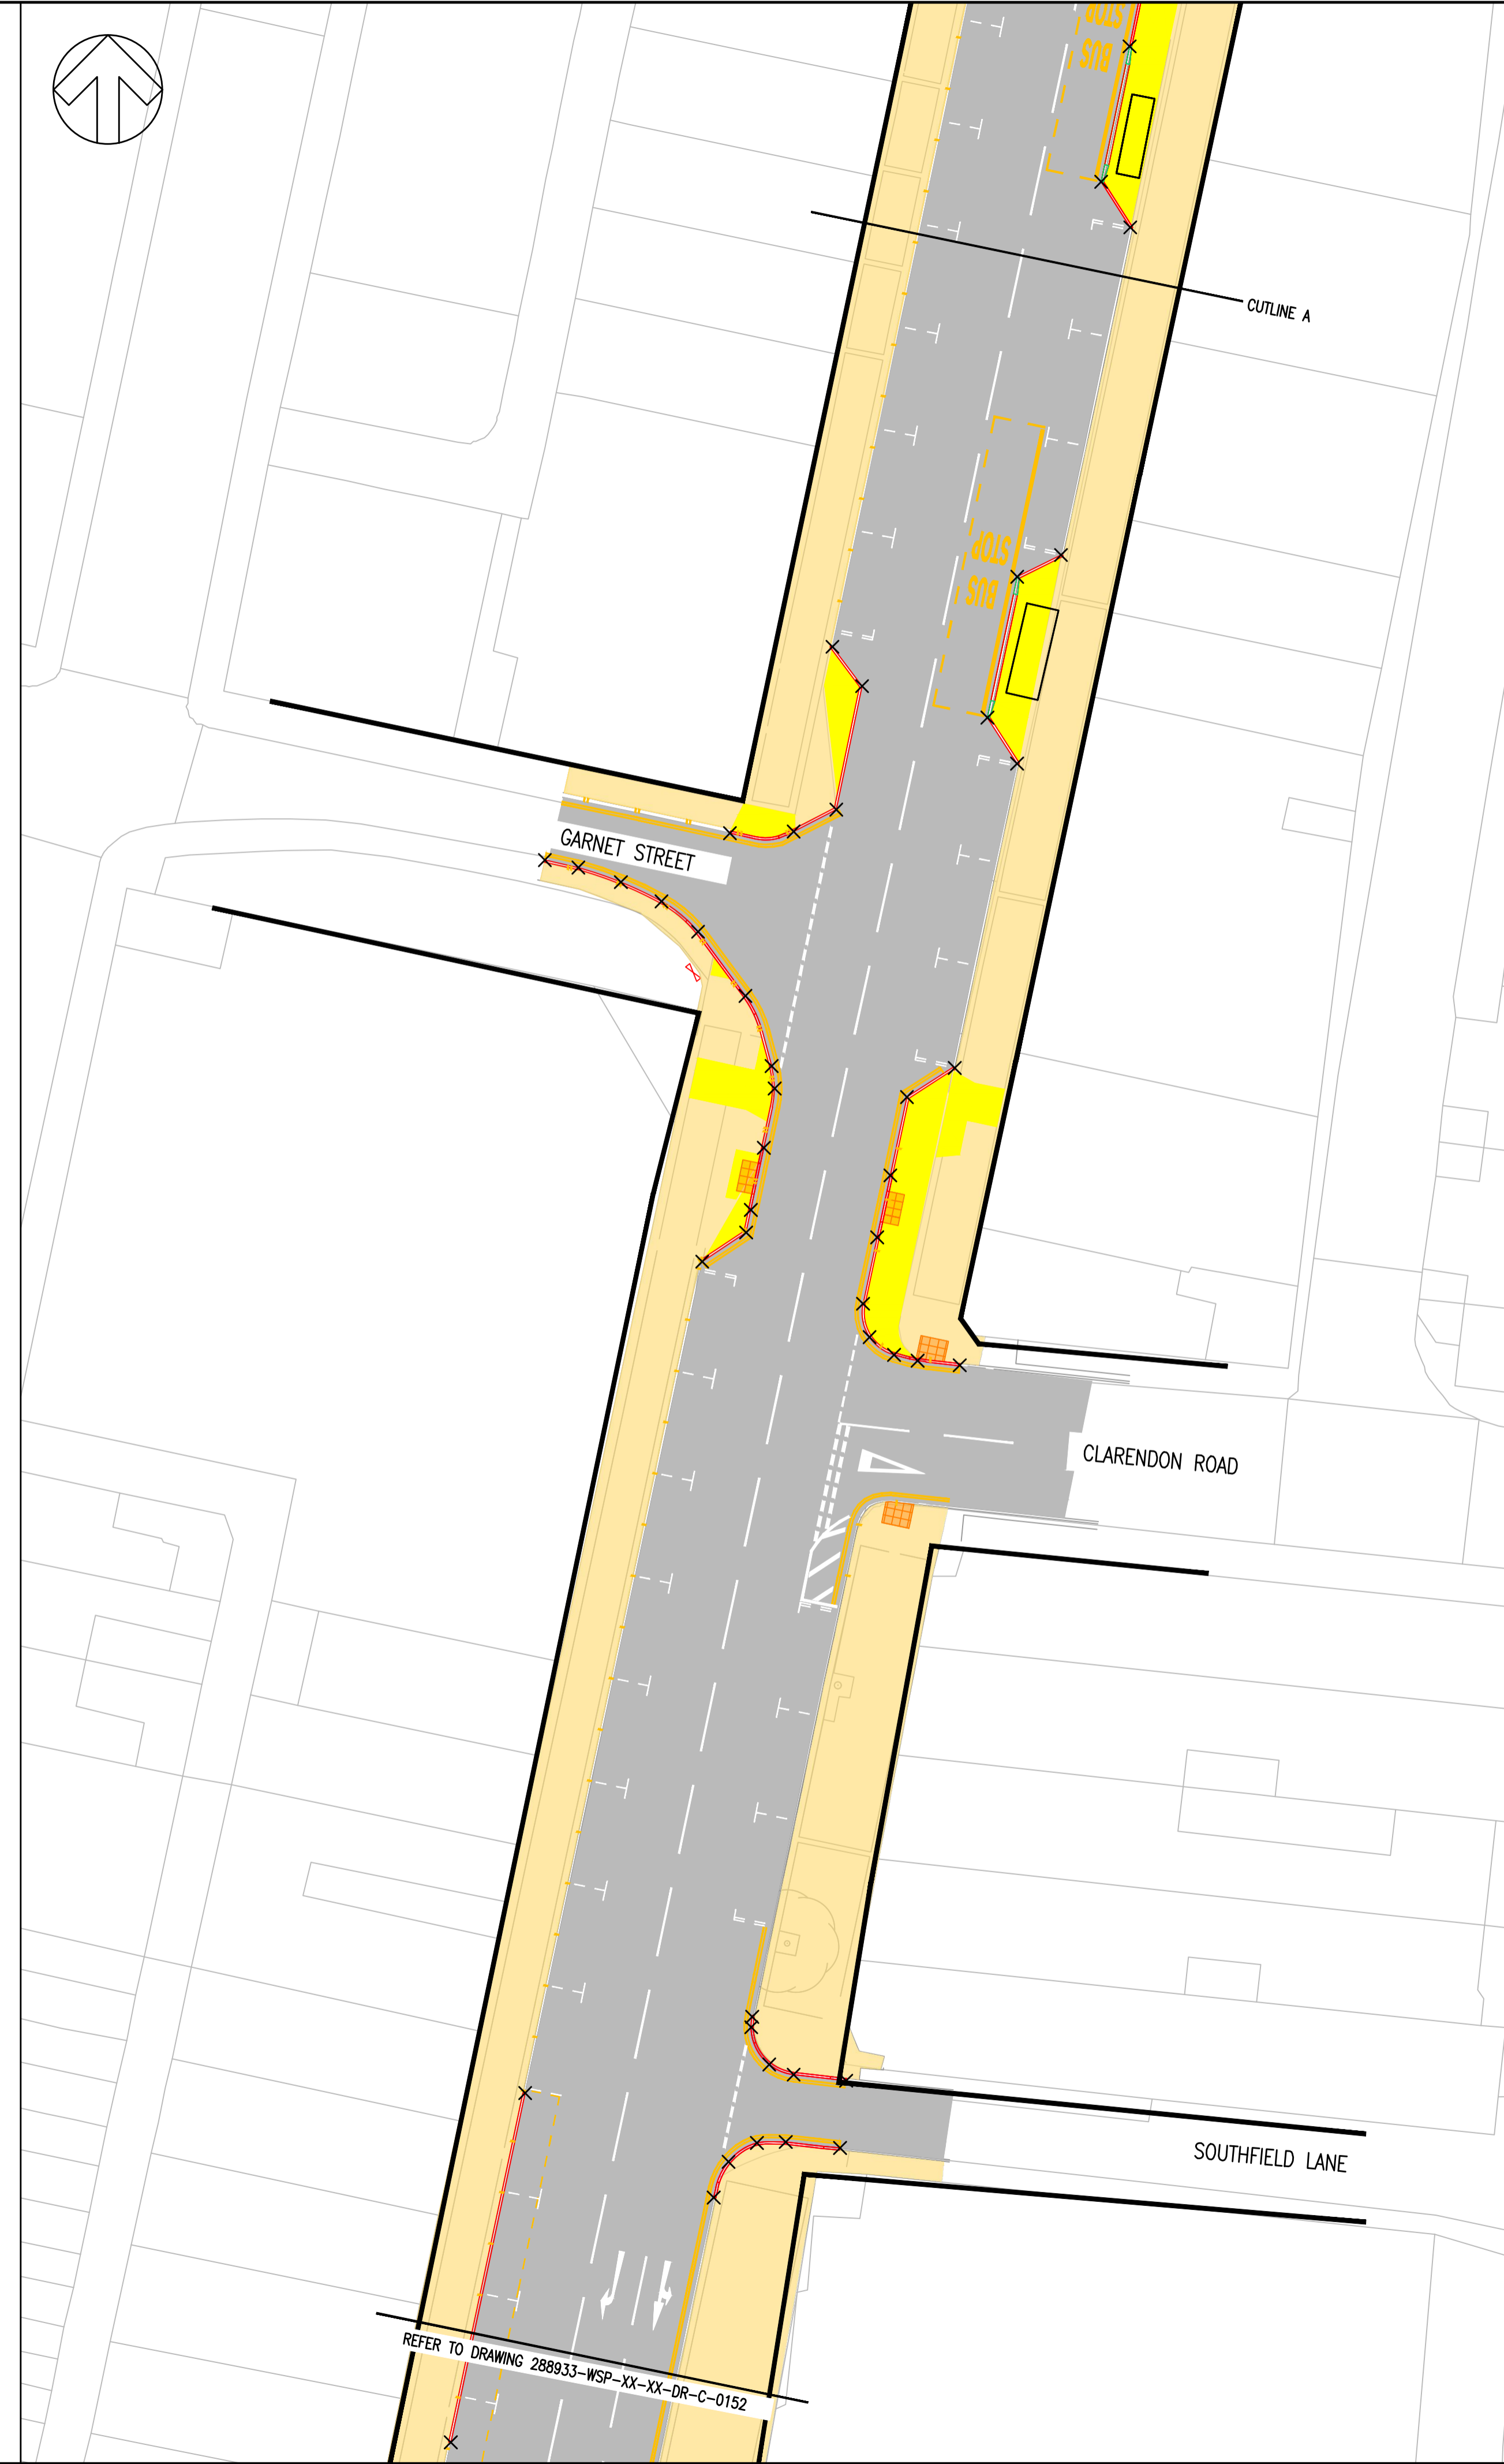 STOP
BUS
CUTLINE A
STOP
BUS
GARNET STREET
CLARENDON ROAD
SOUTHFIELD LANE
REFER TO DRAWING 288933-WSP-XX-XX-DR-C-0152